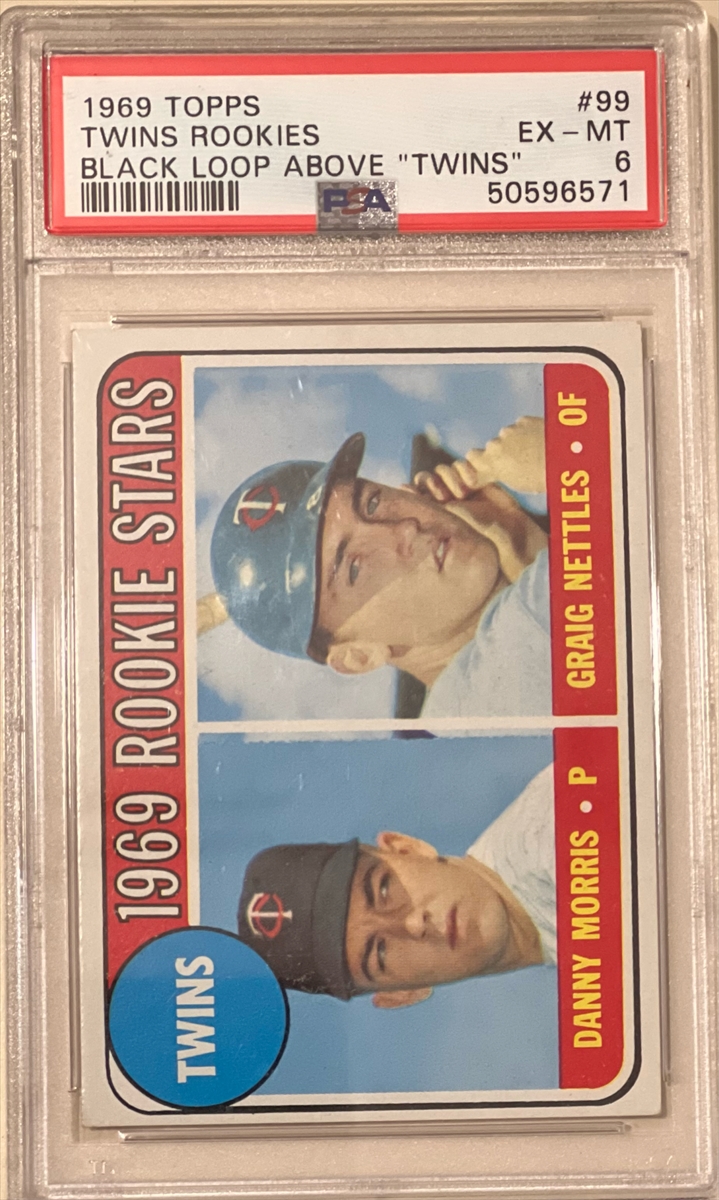 1969 TOPPS #99
TWINS ROOKIES EX - MT
BLACK LOOP ABOVE "TWINS" 6
PSA 50596571
1969 ROOKIE STARS
TWINS
DANNY MORRIS • P
GRAIG NETTLES • OF